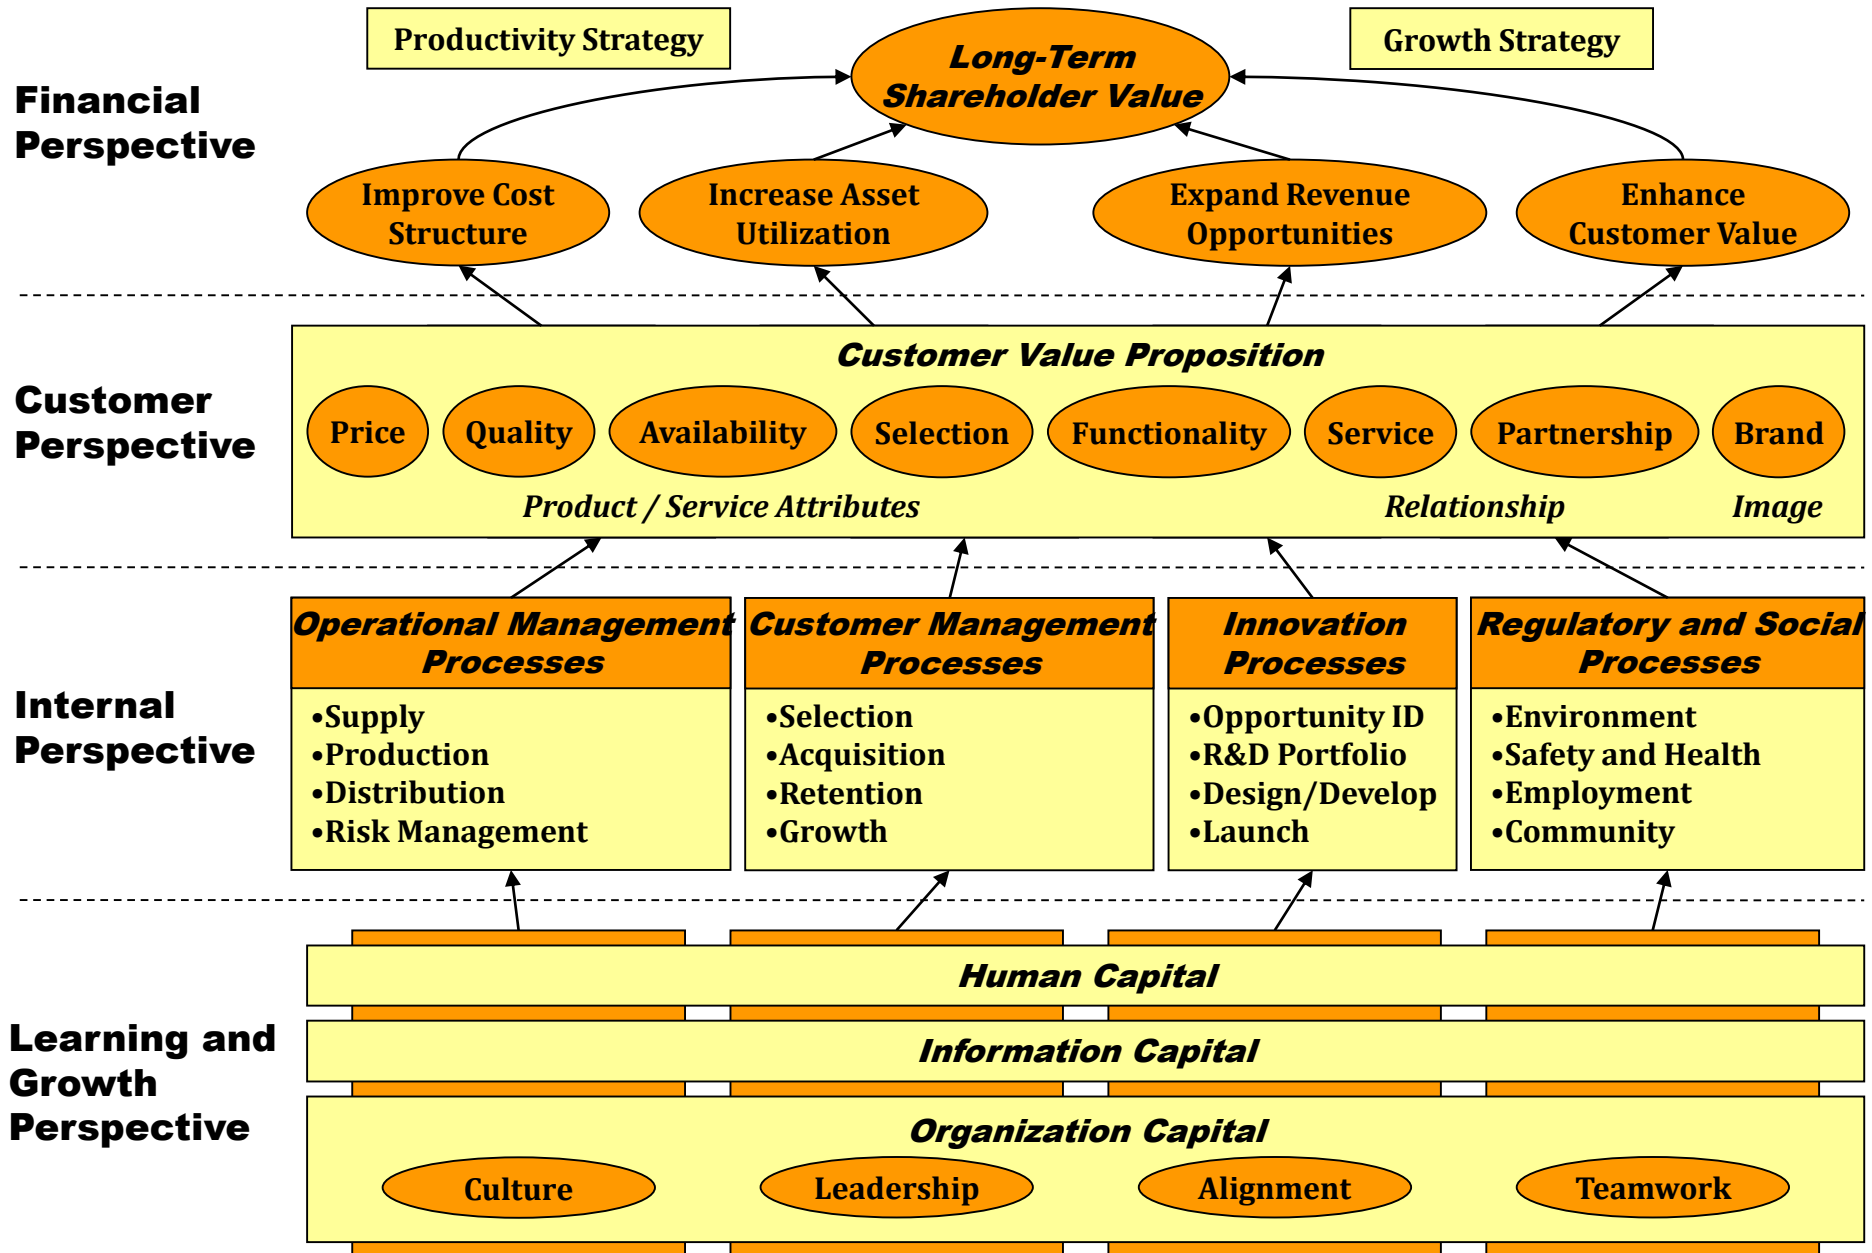 Productivity Strategy
Growth Strategy
Long-Term
Shareholder Value
Financial
Perspective
Improve Cost
Structure
Increase Asset
Utilization
Expand Revenue
Opportunities
Enhance
Customer Value
Customer
Perspective
Customer Value Proposition
Price
Quality
Availability
Selection
Functionality
Service
Partnership
Brand
Product / Service Attributes
Relationship
Image
Internal
Perspective
Operational Management
Processes
•Supply
•Production
•Distribution
•Risk Management
Customer Management
Processes
•Selection
•Acquisition
•Retention
•Growth
Innovation
Processes
•Opportunity ID
•R&D Portfolio
•Design/Develop
•Launch
Regulatory and Social
Processes
•Environment
•Safety and Health
•Employment
•Community
Learning and
Growth
Perspective
Human Capital
Information Capital
Organization Capital
Culture
Leadership
Alignment
Teamwork